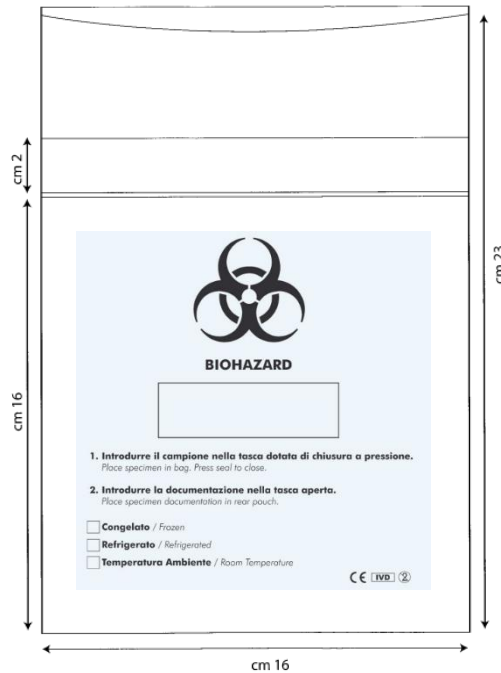 cm 2
cm 23
BIOHAZARD
cm 16
1. Introdurre il campione nella tasca dotata di chiusura a pressione.
Place specimen in bag. Press seal to close.
2. Introdurre la documentazione nella tasca aperta.
Place specimen documentation in rear pouch.
Congelato / Frozen
Refrigerato / Refrigerated
Temperatura Ambiente / Room Temperature
CE IVD 2
cm 16